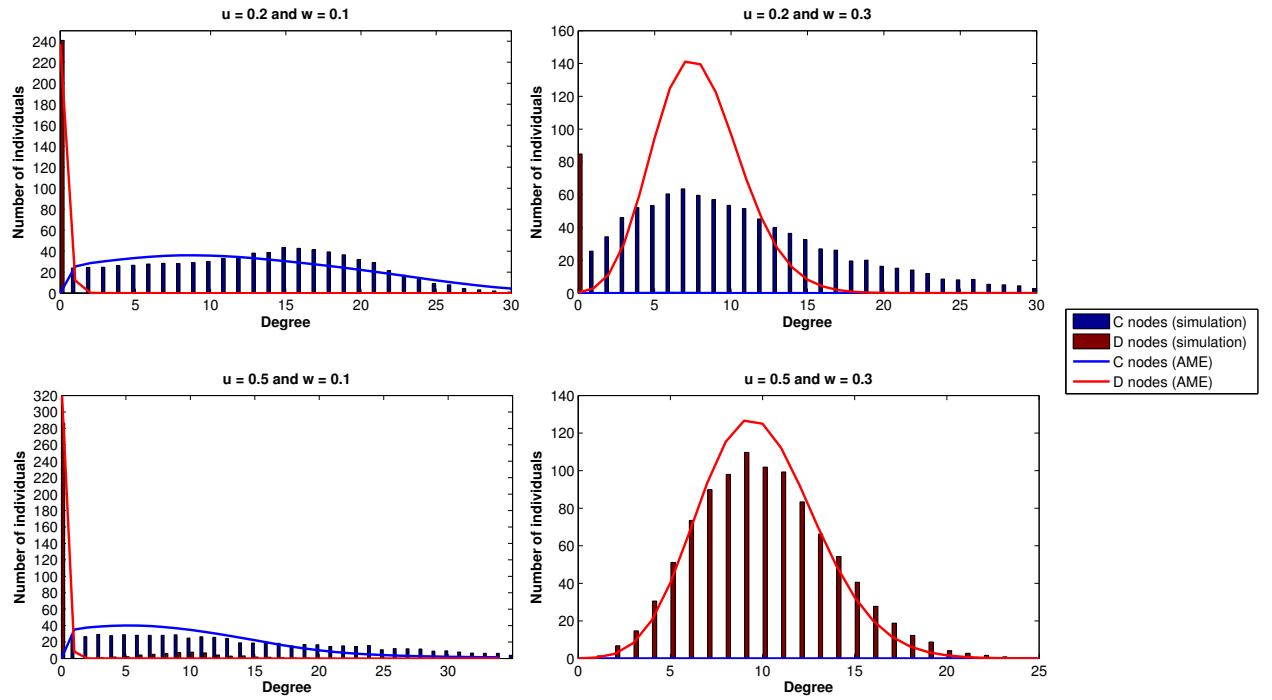 u = 0.2 and w = 0.1
240
220
200
180
160
140
120
100
80
60
40
20
0
0 5 10 15 20 25 30
Number of individuals
Degree
u = 0.2 and w = 0.3
160
140
120
100
80
60
40
20
0
0 5 10 15 20 25 30
Number of individuals
Degree
C nodes (simulation)
D nodes (simulation)
C nodes (AME)
D nodes (AME)
u = 0.5 and w = 0.1
320
300
280
260
240
220
200
180
160
140
120
100
80
60
40
20
0
0 5 10 15 20 25 30
Number of individuals
Degree
u = 0.5 and w = 0.3
140
120
100
80
60
40
20
0
0 5 10 15 20 25
Number of individuals
Degree